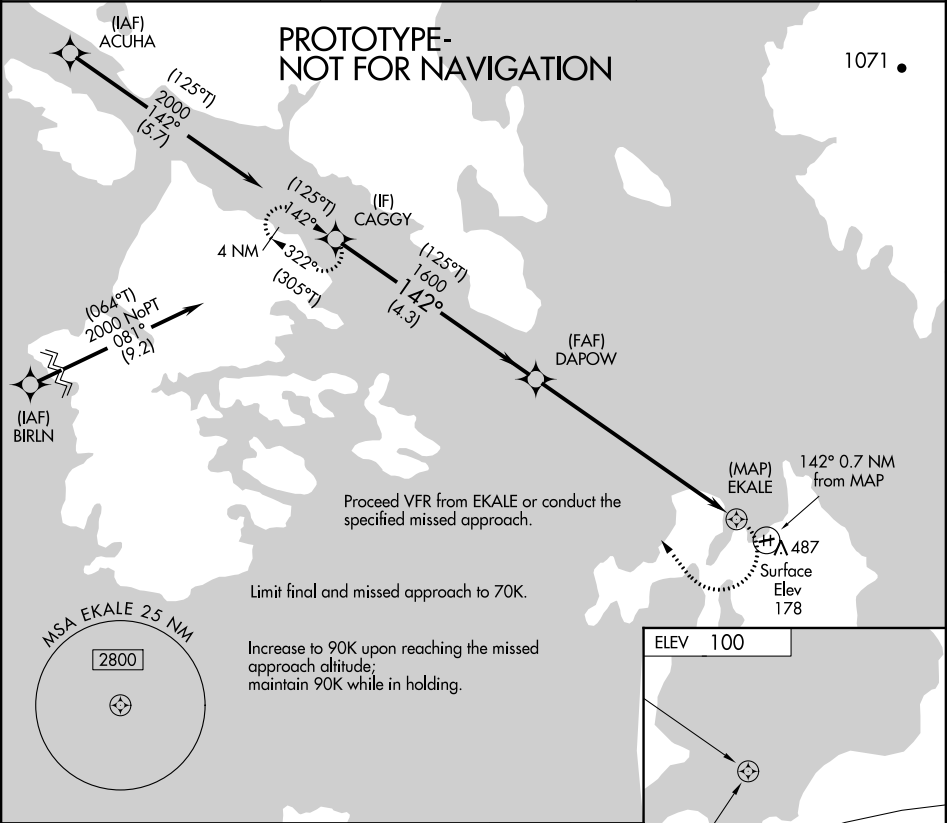 (IAF)
ACUHA
PROTOTYPE-
NOT FOR NAVIGATION
1071
(125°T)
2000
142°
(5.7)
(125°T)
142°
(IF)
CAGGY
4 NM
322°
(305°T)
(125°T)
1600
142°
(4.3)
(064°T)
2000 NoPT
081°
(9.2)
(IAF)
BIRLN
(FAF)
DAPOW
(MAP)
EKALE
142° 0.7 NM
from MAP
H
487
Surface
Elev
178
Proceed VFR from EKALE or conduct the
specified missed approach.
Limit final and missed approach to 70K.
Increase to 90K upon reaching the missed
approach altitude;
maintain 90K while in holding.
MSA EKALE 25 NM
2800
ELEV 100